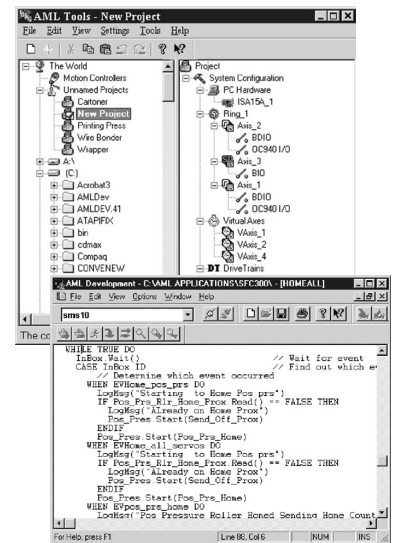 AML Tools - New Project
File Edit View Settings Tools Help
The World
Motion Controllers
Unnamed Projects
Cartoner
New Project
Printing Press
Wire Bonder
Wrapper
A:\
(C:)
Acrobat3
AMLDev
AMLDEV.41
ATAPIFIX
bin
cdmax
Compaq
CONVENEW
Project
System Configuration
PC Hardware
ISA15A_1
Ring_1
Axis_2
BDIO
OC940 I/O
Axis_3
BIO
Axis_1
BDIO
OC940 I/O
Virtual Axes
VAxis_1
VAxis_2
VAxis_4
DT DriveTrains
The co
AML Development - C:\AML APPLICATIONS\SFC300\ - [HOMEALL]
File Edit View Options Window Help
sms10
WHILE TRUE DO
InBox.Wait() // Wait for event
CASE InBox ID // Find out which ev
// Determine which event occurred
WHEN EVHome_pos_prs DO
LogMsg("Starting to Home Pos prs")
IF Pos_Prs_Rlr_Home_Prox Read() == FALSE THEN
LogMsg("Already on Home Prox")
Pos_Pres.Start(Send_Off_Prox)
ENDIF
Pos_Pres.Start(Pos_Prs_Home)
WHEN EVHome_all_servos DO
LogMsg("Starting to Home Pos prs")
IF Pos_Prs_Rlr_Home_Prox Read() == FALSE THEN
LogMsg("Already on Home Prox")
Pos_Pres.Start(Send_Off_Prox)
ENDIF
Pos_Pres.Start(Pos_Prs_Home)
WHEN EVpos_prs_home DO
LogMsg("Pos Pressure Roller Homed Sending Home Count
For Help, press F1 Line 88, Col 6 NUM INS